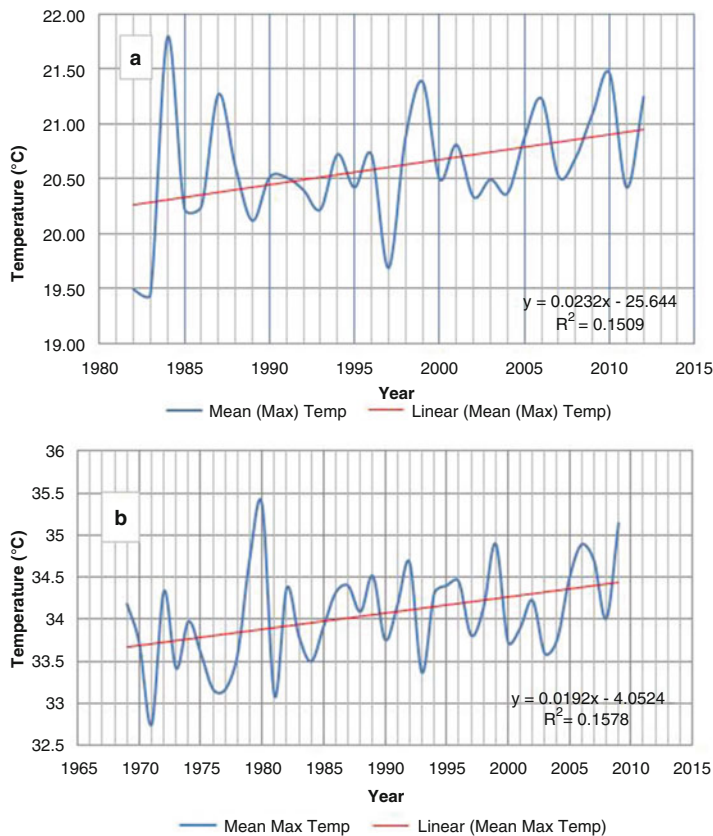 22.00
a
21.50
21.00
20.50
20.00
19.50
19.00
Temperature (°C)
y = 0.0232x - 25.644
R² = 0.1509
1980 1985 1990 1995 2000 2005 2010 2015
Year
Mean (Max) Temp Linear (Mean (Max) Temp)
36
b
35.5
35
34.5
34
33.5
33
32.5
Temperature (°C)
y = 0.0192x - 4.0524
R² = 0.1578
1965 1970 1975 1980 1985 1990 1995 2000 2005 2010 2015
Year
Mean Max Temp Linear (Mean Max Temp)